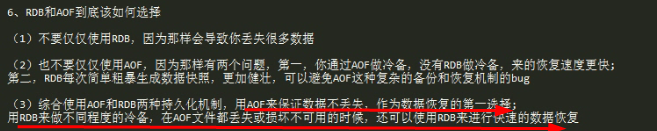 6、RDB和AOF到底该如何选择
（1）不要仅仅使用RDB，因为那样会导致你丢失很多数据
（2）也不要仅仅使用AOF，因为那样有两个问题，第一，你通过AOF做冷备，没有RDB做冷备，来的恢复速度更快；
第二，RDB每次简单粗暴生成数据快照，更加健壮，可以避免AOF这种复杂的备份和恢复机制的bug
（3）综合使用AOF和RDB两种持久化机制，用AOF来保证数据不丢失，作为数据恢复的第一选择；
用RDB来做不同程度的冷备，在AOF文件都丢失或损坏不可用的时候，还可以使用RDB来进行快速的数据恢复